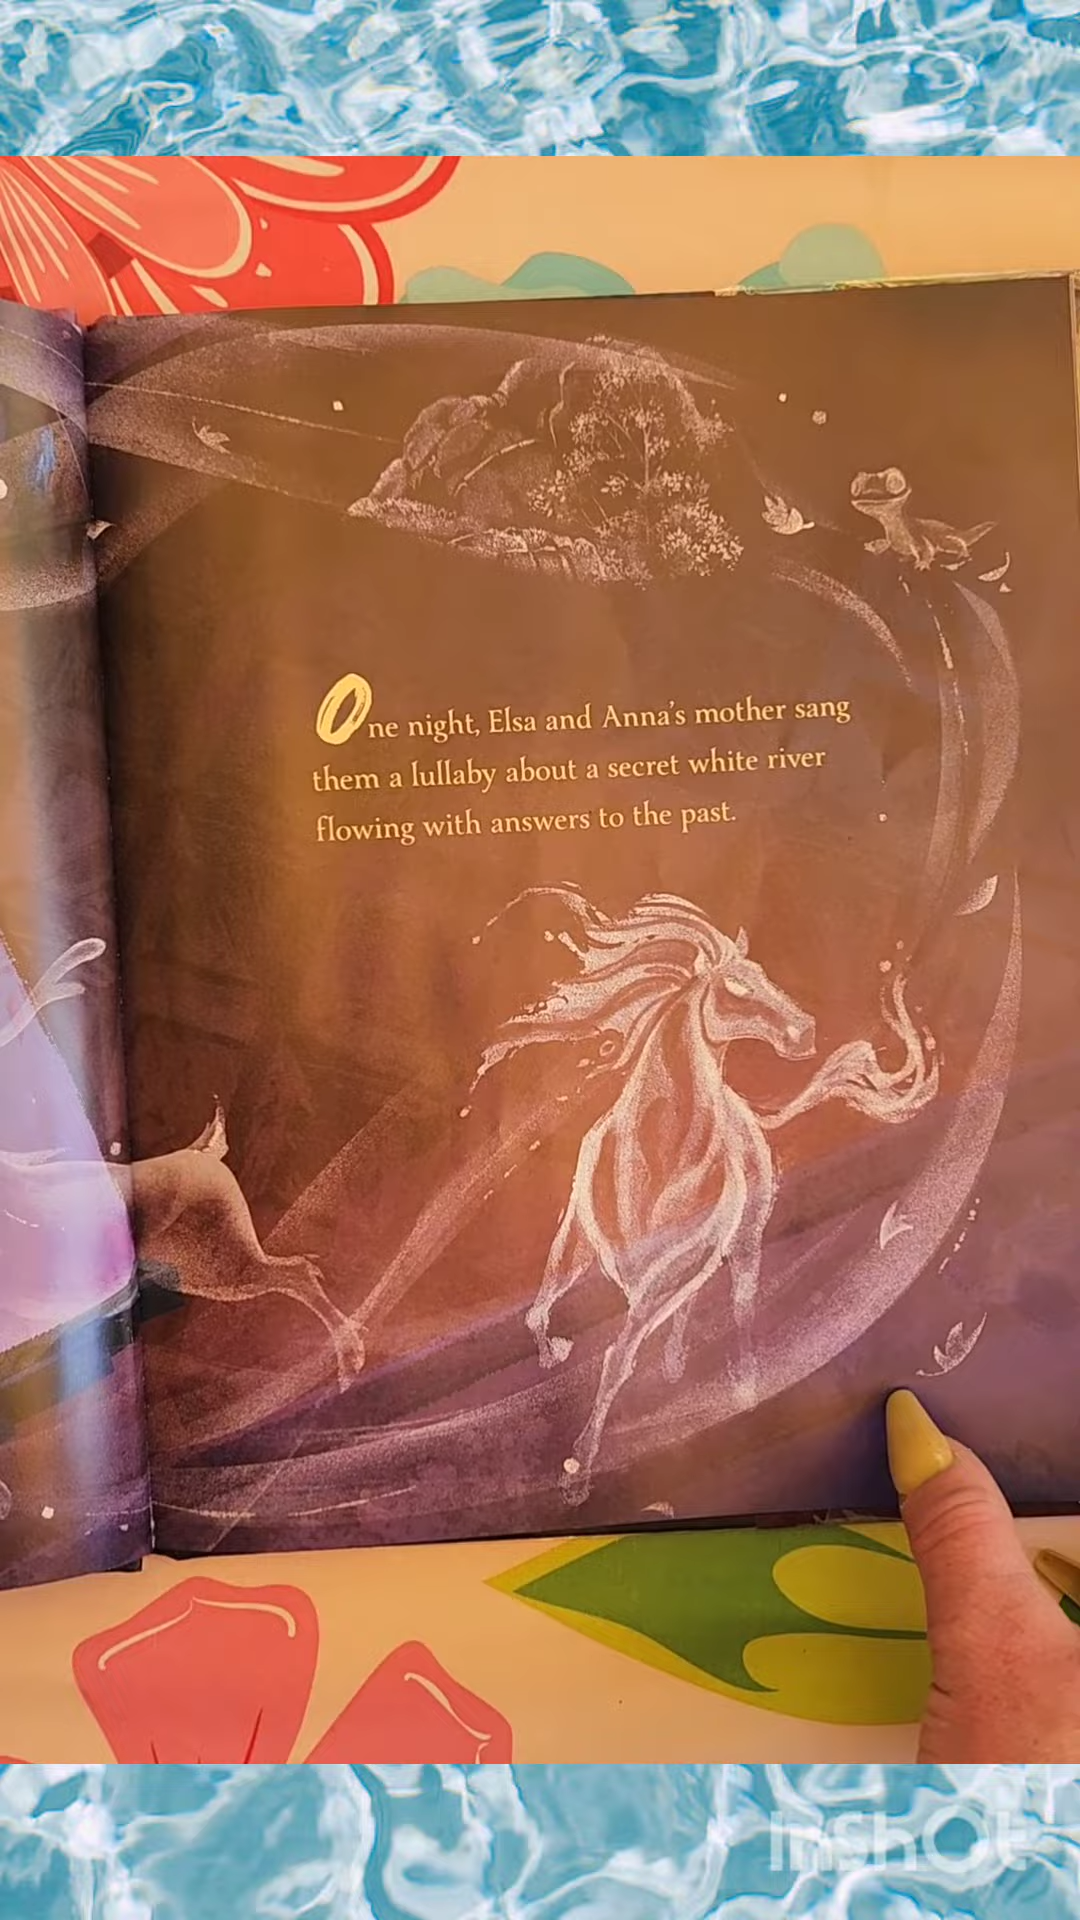 One night, Elsa and Anna's mother sang
them a lullaby about a secret white river
flowing with answers to the past.
InShOt